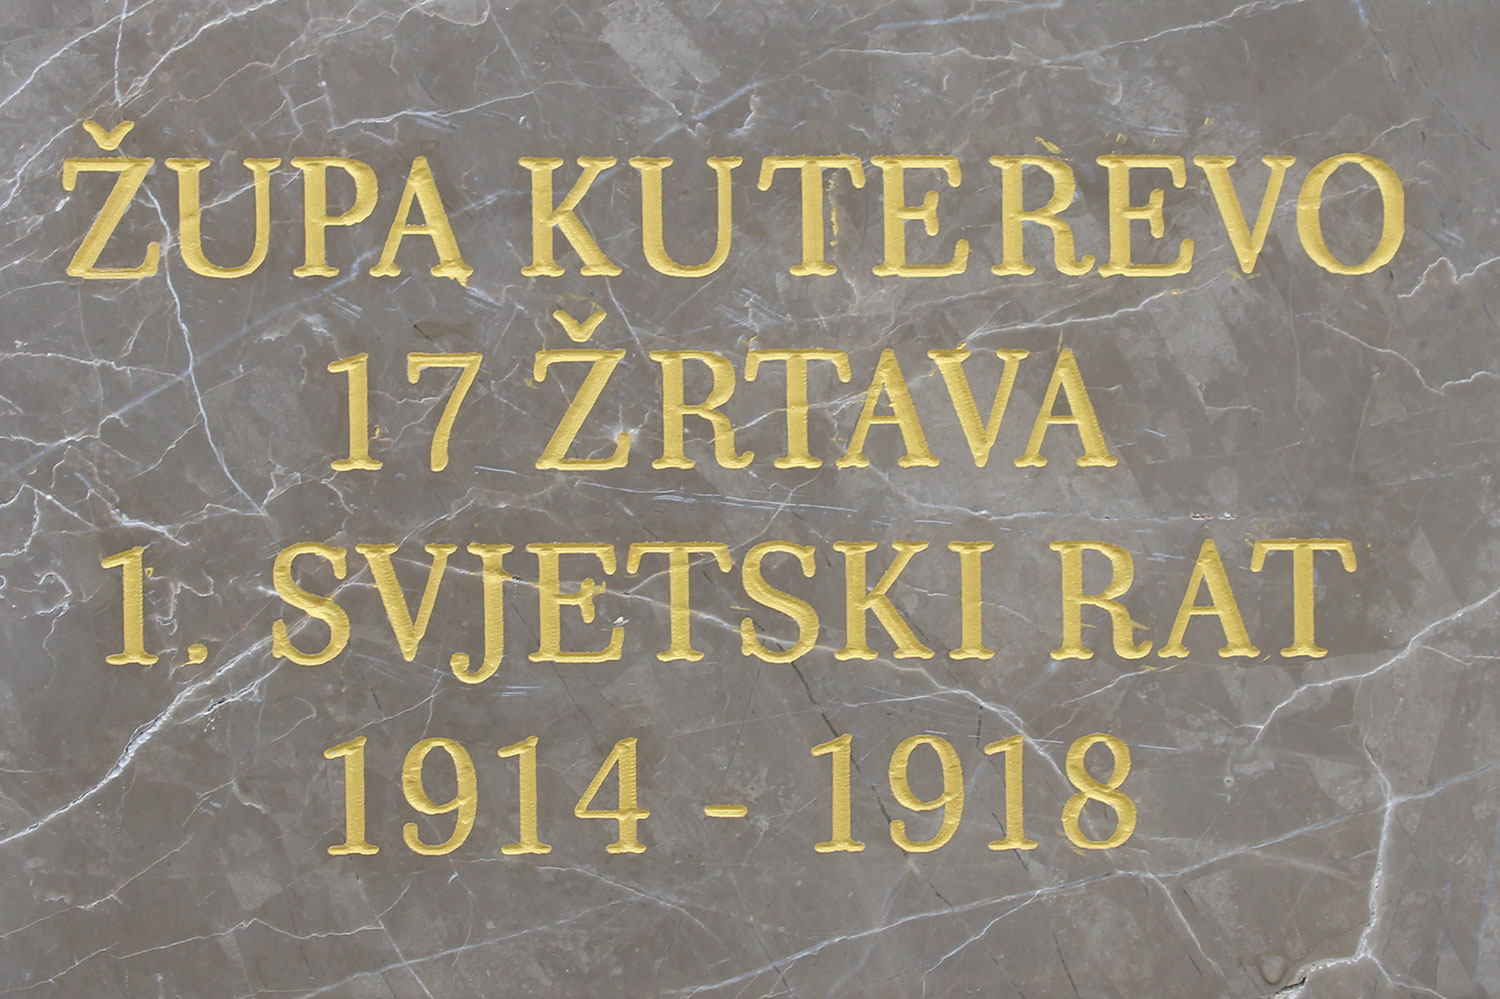 ŽUPA KUTEREVO
17 ŽRTAVA
1. SVJETSKI RAT
1914 - 1918